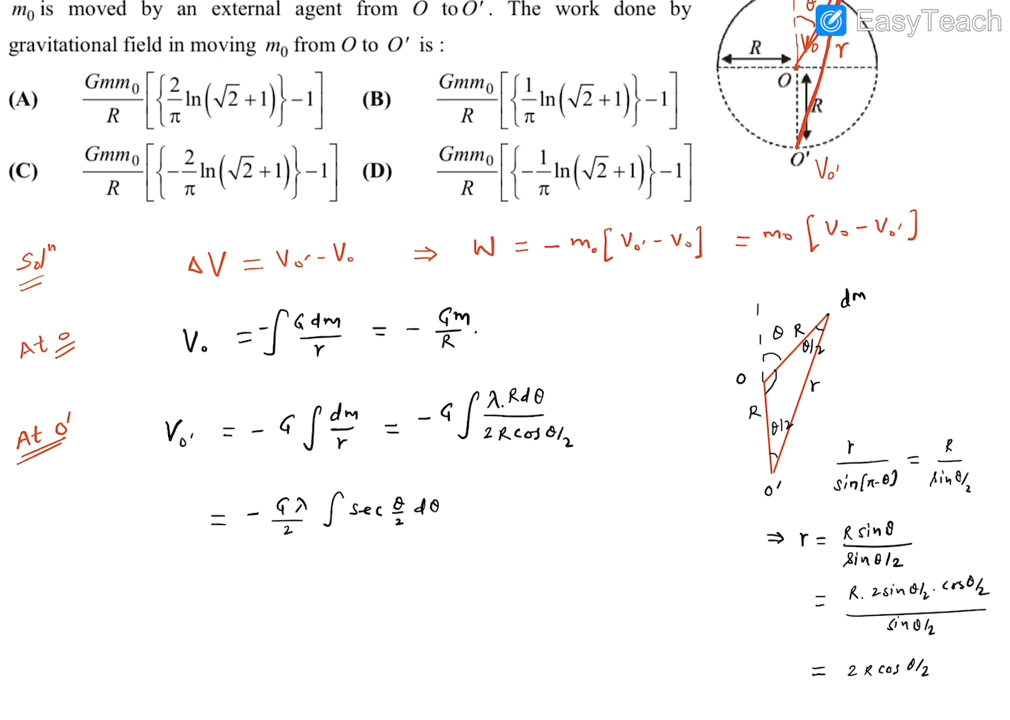 m₀ is moved by an external agent from O to O'. The work done by
gravitational field in moving m₀ from O to O' is :
(A) Gmm₀/R [{2/π ln(√2+1)}−1] (B) Gmm₀/R [{1/π ln(√2+1)}−1]
(C) Gmm₀/R [{−2/π ln(√2+1)}−1] (D) Gmm₀/R [{−1/π ln(√2+1)}−1]
EasyTeach
θ
V₀ r
R
O
R
O' V₀'
Solⁿ ΔV = V₀' − V₀ ⇒ W = − m₀ [V₀' − V₀] = m₀ [V₀ − V₀']
At O V₀ = −∫ G dm/r = − Gm/R.
At O' V₀' = − G ∫ dm/r = − G ∫ λ.Rdθ / 2R cos θ/2
= − Gλ/2 ∫ sec θ/2 dθ
dm
θ R
θ/2
O
r
R
θ/2
O'
r / sin(π−θ) = R / sin θ/2
⇒ r = R sin θ / sin θ/2
= R. 2 sin θ/2 . cos θ/2 / sin θ/2
= 2 R cos θ/2